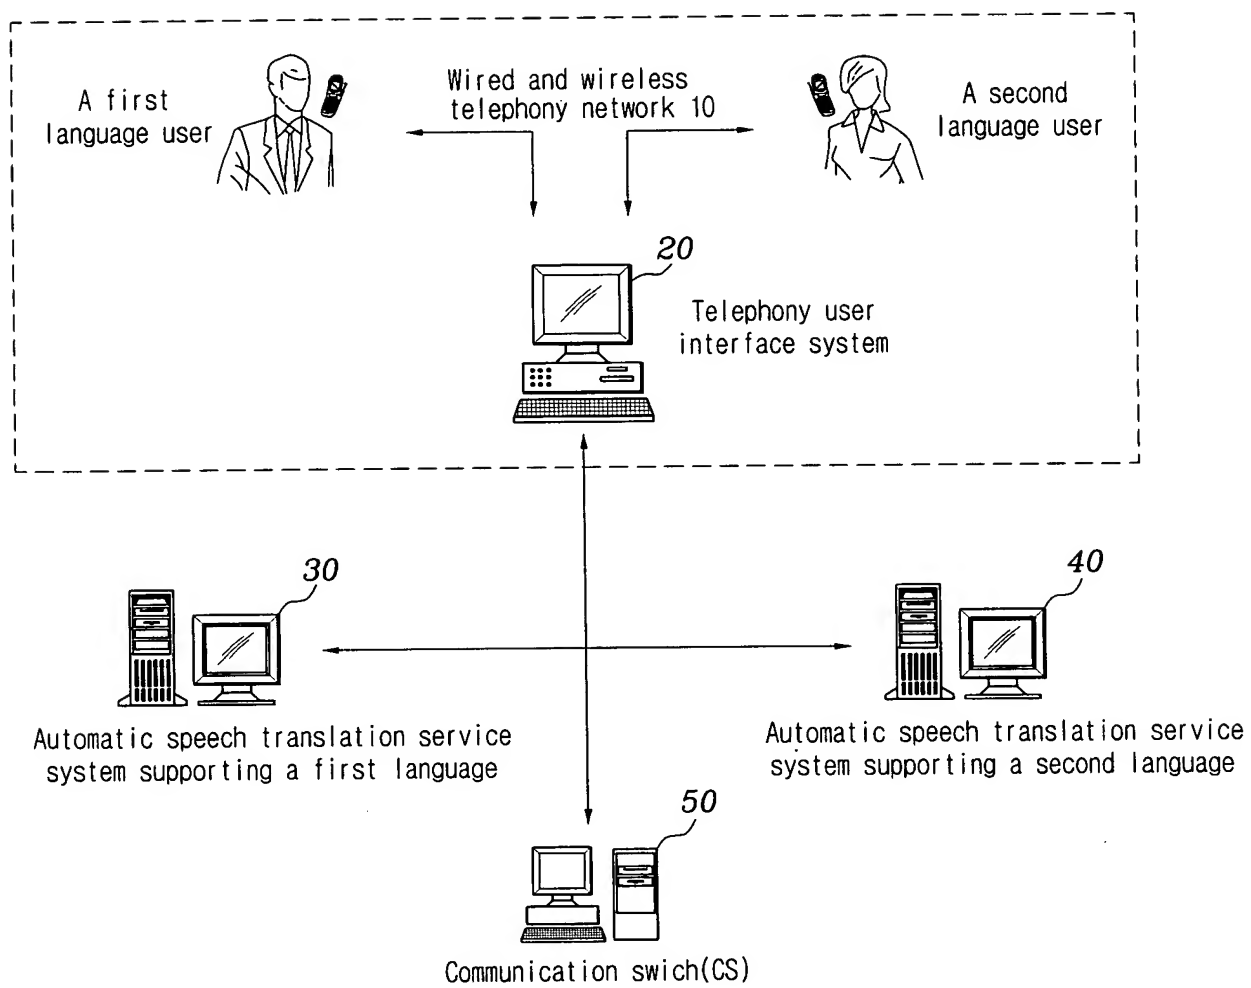 A first
language user
Wired and wireless
telephony network 10
A second
language user
20
Telephony user
interface system
30
40
Automatic speech translation service
system supporting a first language
Automatic speech translation service
system supporting a second language
50
Communication swich(CS)